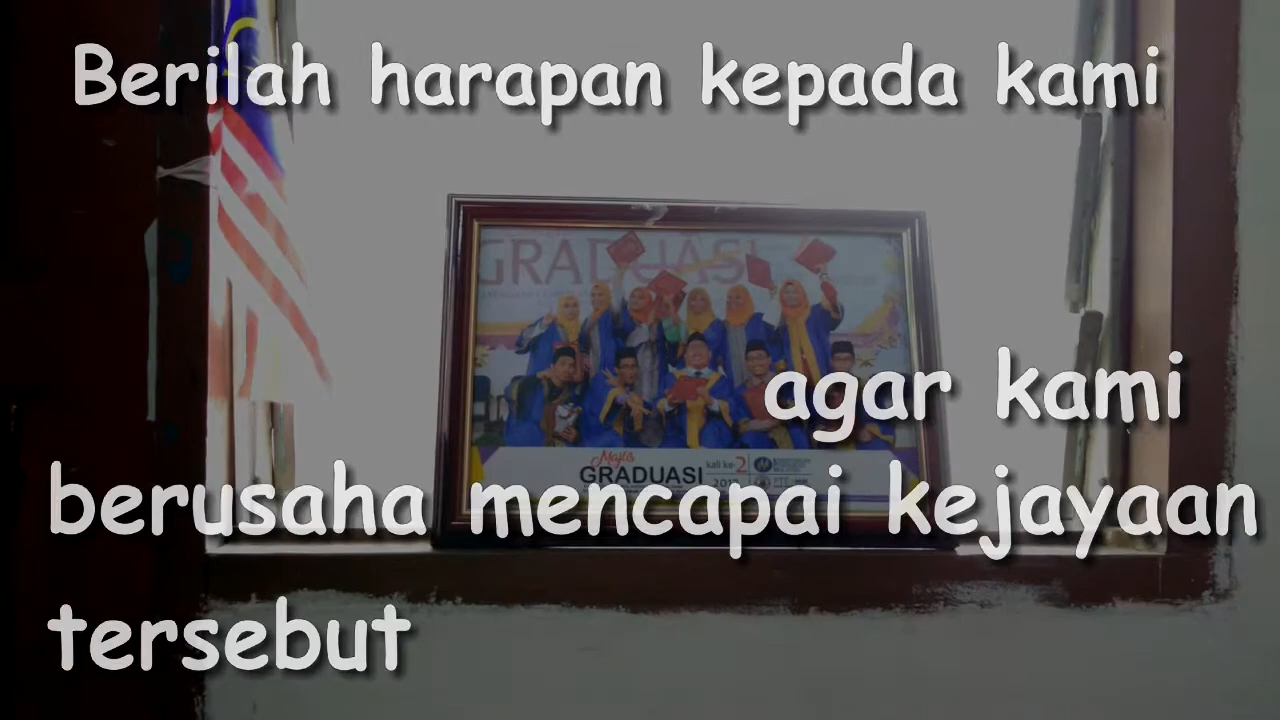 Berilah harapan kepada kami
GRADUASI
agar kami
Majlis
GRADUASI
kali ke-2
berusaha mencapai kejayaan
tersebut